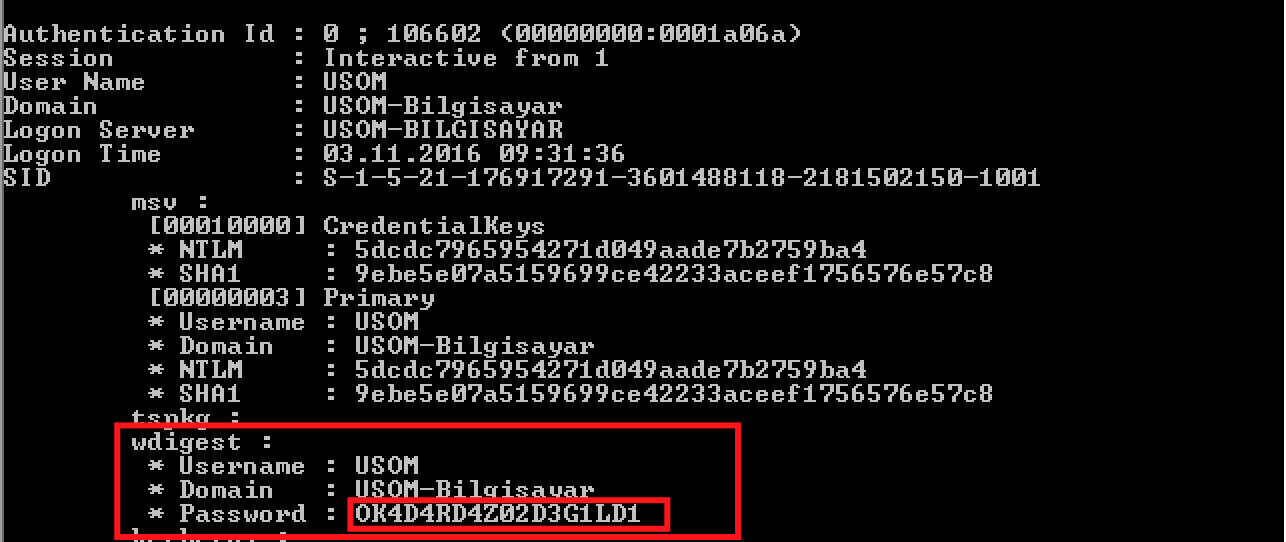 Authentication Id : 0 ; 106602 (00000000:0001a06a)
Session : Interactive from 1
User Name : USOM
Domain : USOM-Bilgisayar
Logon Server : USOM-BILGISAYAR
Logon Time : 03.11.2016 09:31:36
SID : S-1-5-21-176917291-3601488118-2181502150-1001
msv :
[00010000] CredentialKeys
* NTLM : 5dcdc7965954271d049aade7b2759ba4
* SHA1 : 9ebe5e07a5159699ce42233aceef1756576e57c8
[00000003] Primary
* Username : USOM
* Domain : USOM-Bilgisayar
* NTLM : 5dcdc7965954271d049aade7b2759ba4
* SHA1 : 9ebe5e07a5159699ce42233aceef1756576e57c8
tspkg :
wdigest :
* Username : USOM
* Domain : USOM-Bilgisayar
* Password : OK4D4RD4Z02D3G1LD1